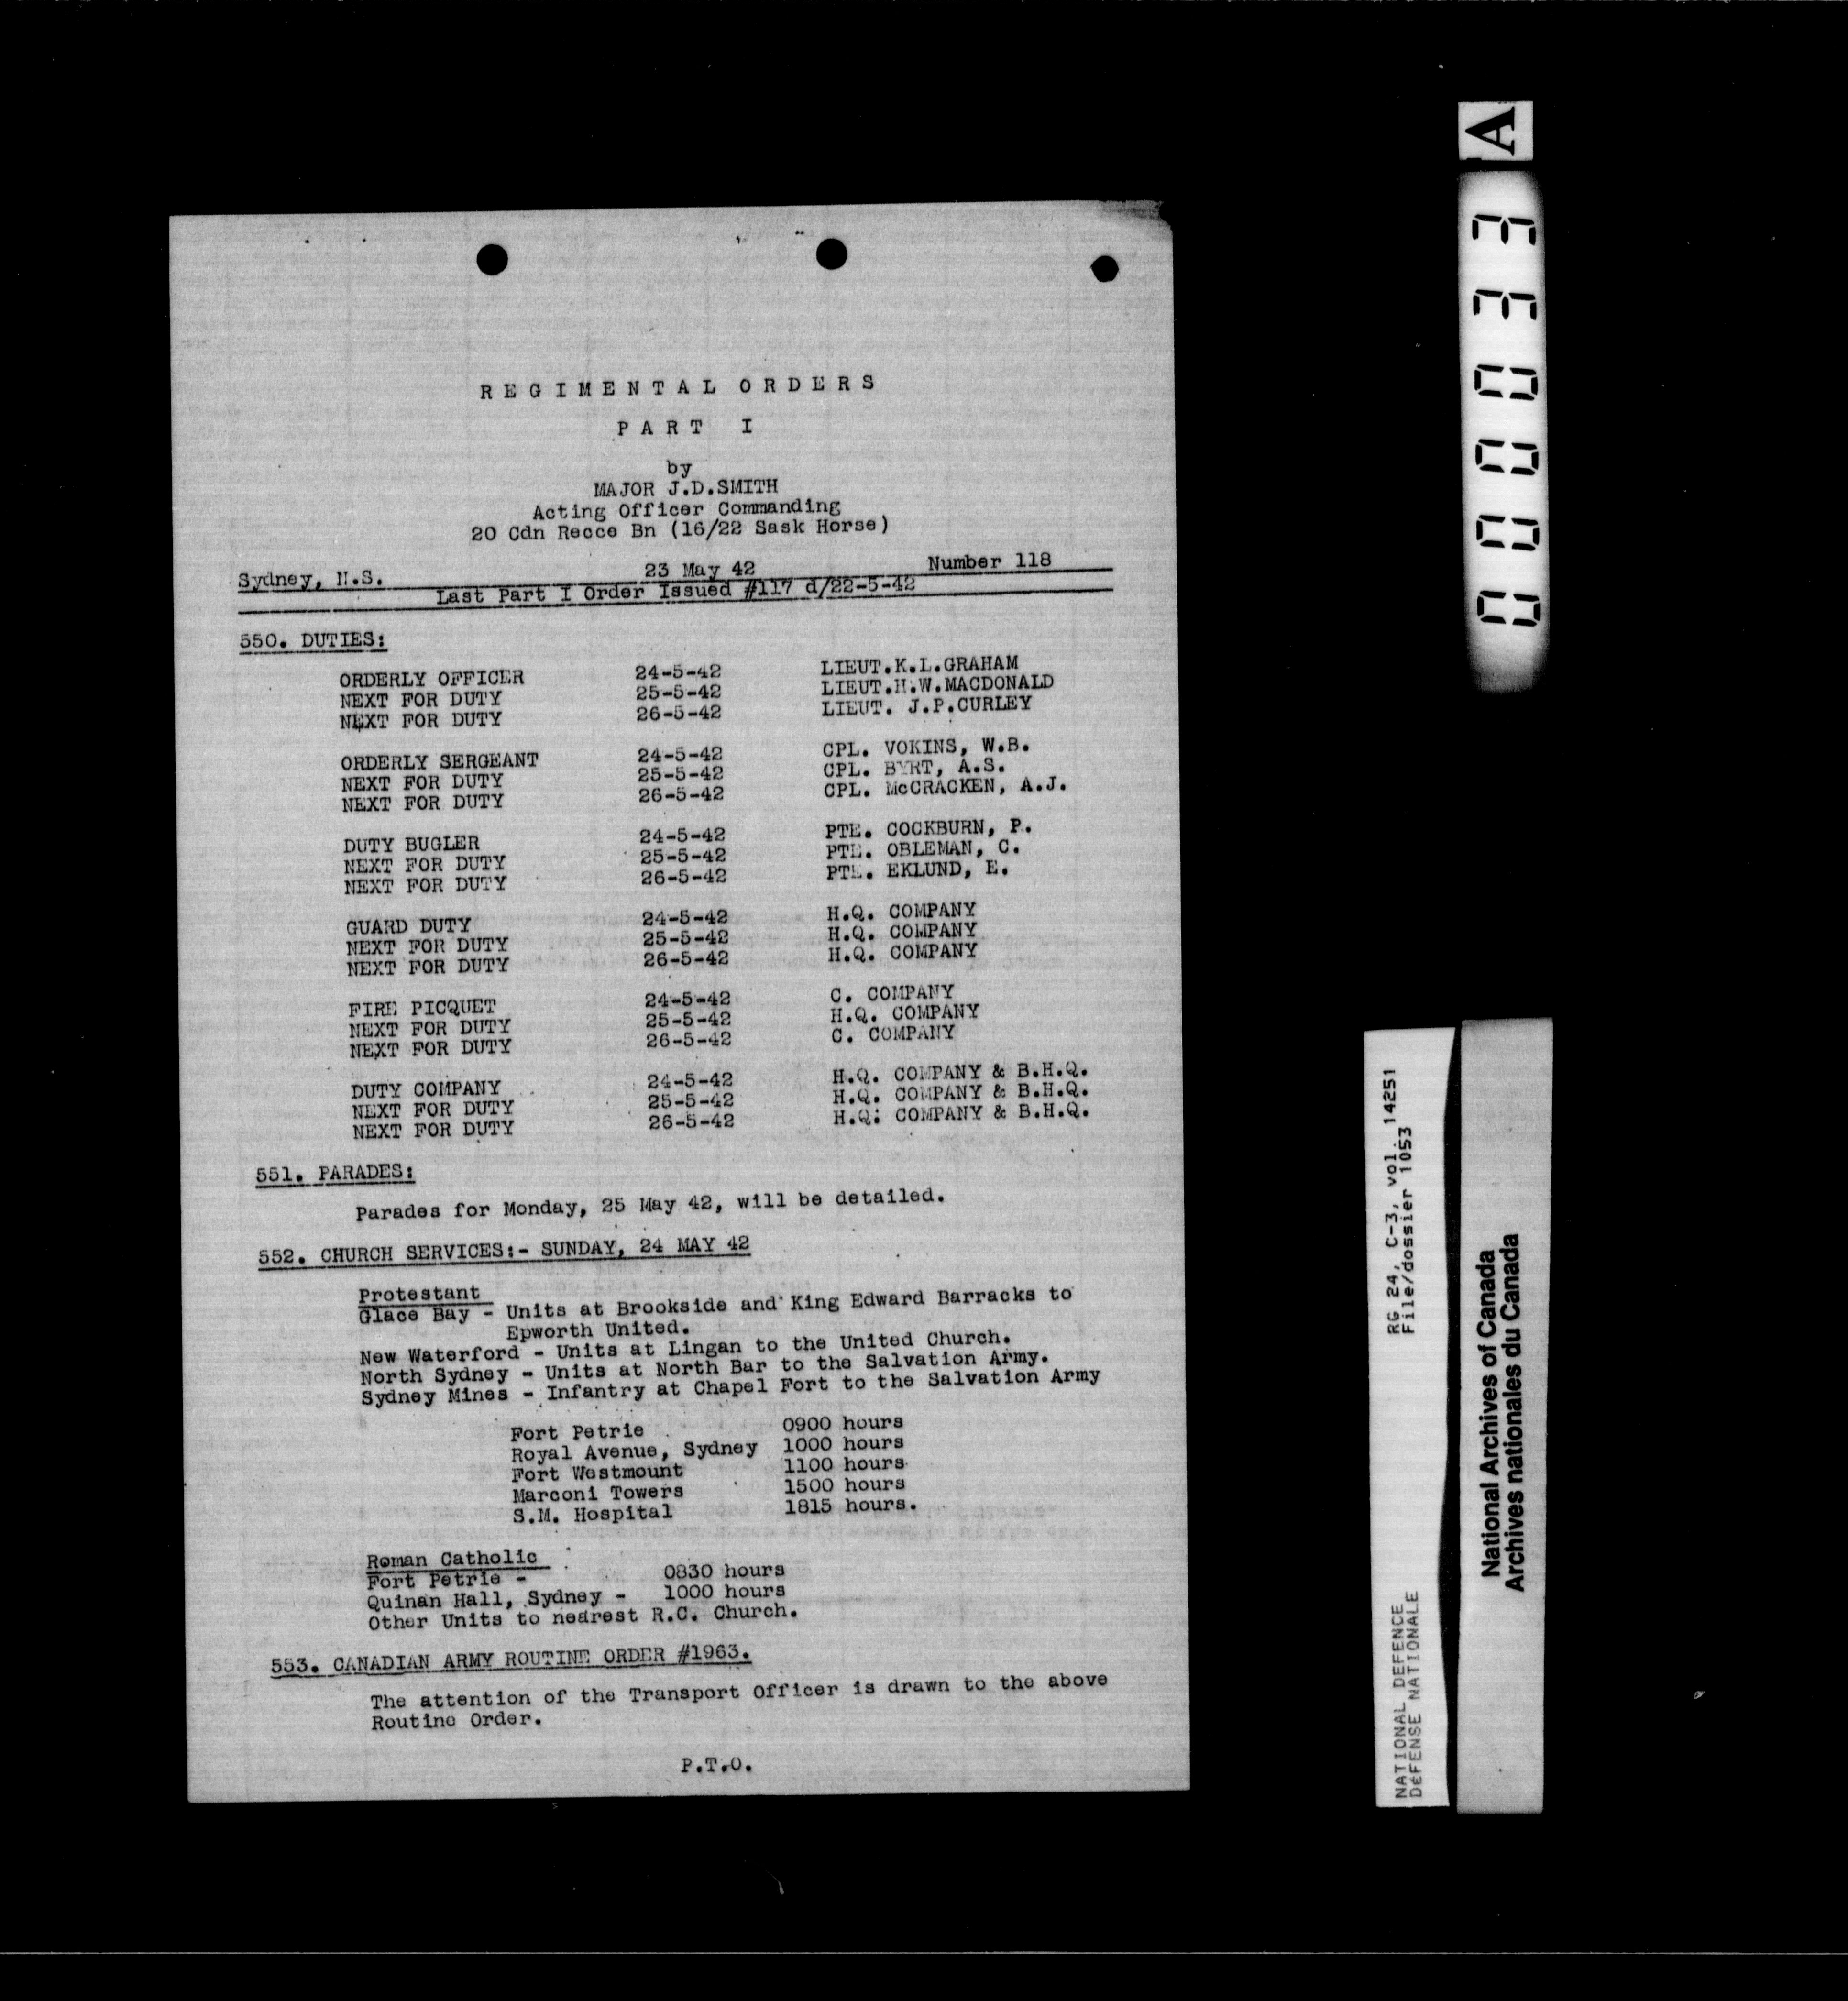 REGIMENTAL ORDERS
PART I
by
MAJOR J.D.SMITH
Acting Officer Commanding
20 Cdn Recce Bn (16/22 Sask Horse)
Sydney, N.S. 23 May 42 Number 118
Last Part I Order Issued #117 d/22-5-42
550. DUTIES:
ORDERLY OFFICER 24-5-42 LIEUT.K.L.GRAHAM
NEXT FOR DUTY 25-5-42 LIEUT.H.W.MACDONALD
NEXT FOR DUTY 26-5-42 LIEUT. J.P.CURLEY
ORDERLY SERGEANT 24-5-42 CPL. VOKINS, W.B.
NEXT FOR DUTY 25-5-42 CPL. BYRT, A.S.
NEXT FOR DUTY 26-5-42 CPL. McCRACKEN, A.J.
DUTY BUGLER 24-5-42 PTE. COCKBURN, P.
NEXT FOR DUTY 25-5-42 PTE. OBLEMAN, C.
NEXT FOR DUTY 26-5-42 PTE. EKLUND, E.
GUARD DUTY 24-5-42 H.Q. COMPANY
NEXT FOR DUTY 25-5-42 H.Q. COMPANY
NEXT FOR DUTY 26-5-42 H.Q. COMPANY
FIRE PICQUET 24-5-42 C. COMPANY
NEXT FOR DUTY 25-5-42 H.Q. COMPANY
NEXT FOR DUTY 26-5-42 C. COMPANY
DUTY COMPANY 24-5-42 H.Q. COMPANY & B.H.Q.
NEXT FOR DUTY 25-5-42 H.Q. COMPANY & B.H.Q.
NEXT FOR DUTY 26-5-42 H.Q. COMPANY & B.H.Q.
551. PARADES:
Parades for Monday, 25 May 42, will be detailed.
552. CHURCH SERVICES:- SUNDAY, 24 MAY 42
Protestant
Glace Bay - Units at Brookside and King Edward Barracks to
Epworth United.
New Waterford - Units at Lingan to the United Church.
North Sydney - Units at North Bar to the Salvation Army.
Sydney Mines - Infantry at Chapel Fort to the Salvation Army
Fort Petrie 0900 hours
Royal Avenue, Sydney 1000 hours
Fort Westmount 1100 hours
Marconi Towers 1500 hours
S.M. Hospital 1815 hours.
Roman Catholic
Fort Petrie - 0830 hours
Quinan Hall, Sydney - 1000 hours
Other Units to nearest R.C. Church.
553. CANADIAN ARMY ROUTINE ORDER #1963.
The attention of the Transport Officer is drawn to the above
Routine Order.
P.T.O.
000033 A
NATIONAL DEFENCE RG 24, C-3, vol. 14251
DÉFENSE NATIONALE File/dossier 1053
National Archives of Canada
Archives nationales du Canada